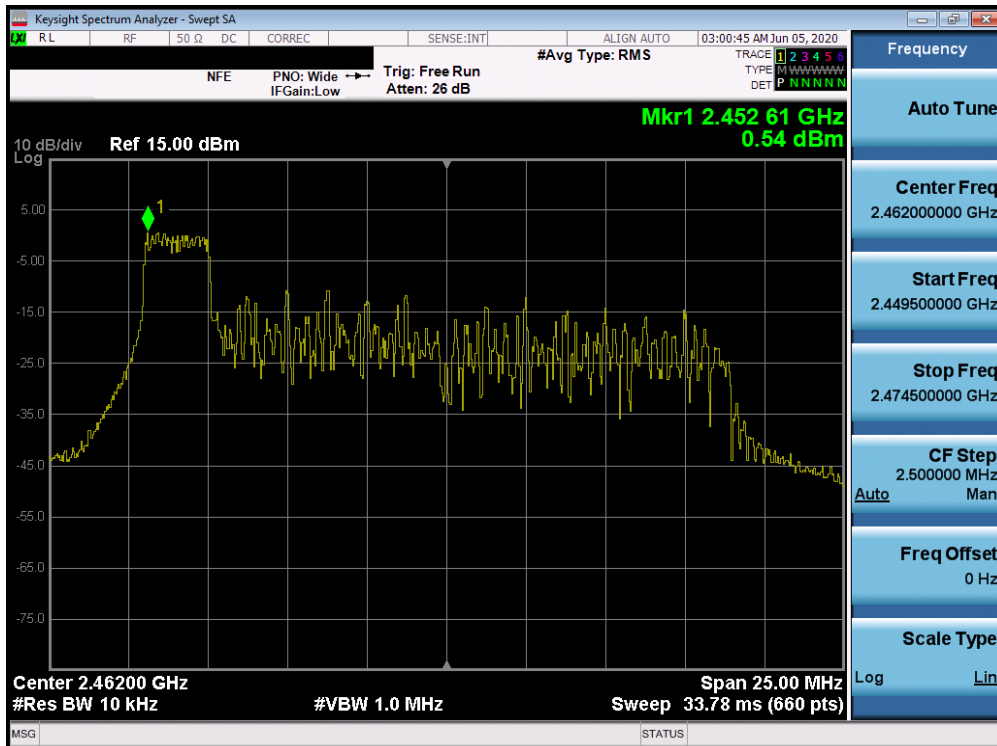 Keysight Spectrum Analyzer - Swept SA
LXI RL RF 50 Ω DC CORREC SENSE:INT ALIGN AUTO 03:00:45 AM Jun 05, 2020
#Avg Type: RMS
TRACE 1 2 3 4 5 6
NFE PNO: Wide Trig: Free Run
TYPE M WWWWW
IFGain:Low Atten: 26 dB
DET P N N N N N
Mkr1 2.452 61 GHz
0.54 dBm
10 dB/div Ref 15.00 dBm
Log
5.00
1
-5.00
-15.0
-25.0
-35.0
-45.0
-55.0
-65.0
-75.0
Center 2.46200 GHz Span 25.00 MHz
#Res BW 10 kHz #VBW 1.0 MHz Sweep 33.78 ms (660 pts)
MSG STATUS
Frequency
Auto Tune
Center Freq
2.462000000 GHz
Start Freq
2.449500000 GHz
Stop Freq
2.474500000 GHz
CF Step
2.500000 MHz
Auto Man
Freq Offset
0 Hz
Scale Type
Log Lin